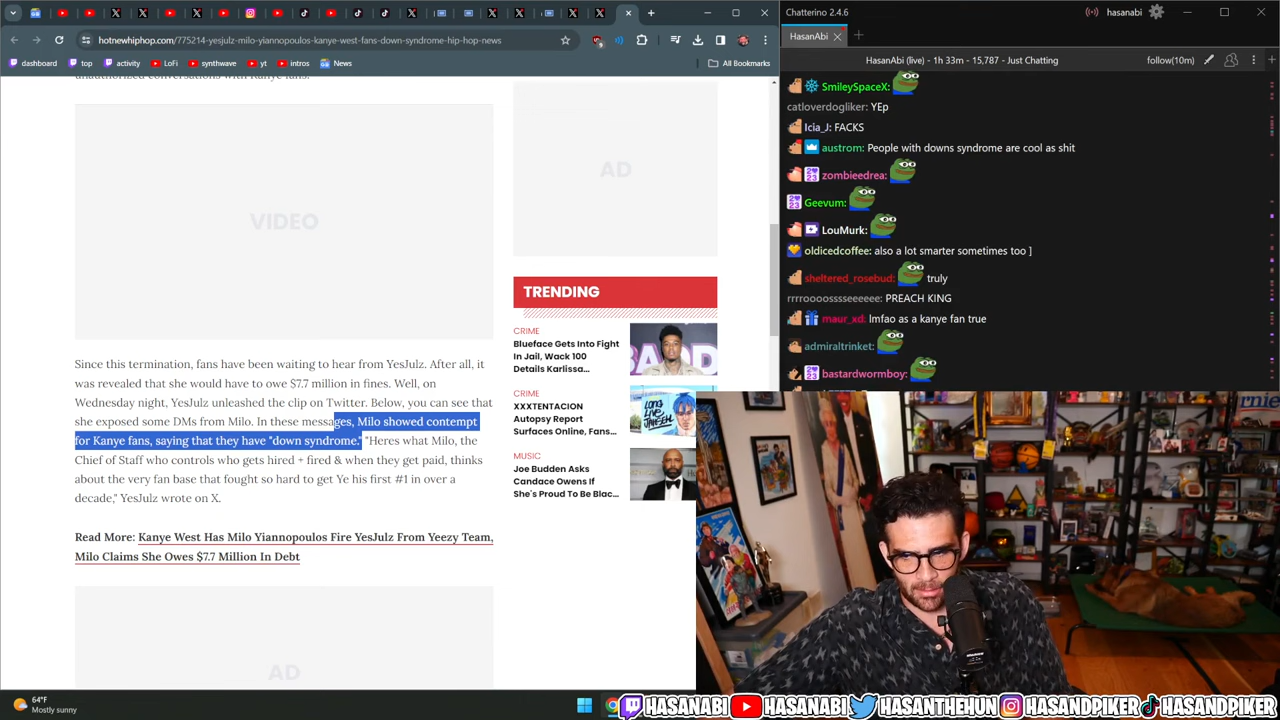 hotnewhiphop.com/775214-yesjulz-milo-yiannopoulos-kanye-west-fans-down-syndrome-hip-hop-news
dashboard
top
activity
LoFi
synthwave
yt
intros
News
All Bookmarks
unauthorized conversations with Kanye fans.
VIDEO
Since this termination, fans have been waiting to hear from YesJulz. After all, it
was revealed that she would have to owe $7.7 million in fines. Well, on
Wednesday night, YesJulz unleashed the clip on Twitter. Below, you can see that
she exposed some DMs from Milo. In these messages, Milo showed contempt
for Kanye fans, saying that they have "down syndrome." "Heres what Milo, the
Chief of Staff who controls who gets hired + fired & when they get paid, thinks
about the very fan base that fought so hard to get Ye his first #1 in over a
decade," YesJulz wrote on X.
Read More: Kanye West Has Milo Yiannopoulos Fire YesJulz From Yeezy Team,
Milo Claims She Owes $7.7 Million In Debt
AD
AD
TRENDING
CRIME
Blueface Gets Into Fight
In Jail, Wack 100
Details Karlissa...
CRIME
XXXTENTACION
Autopsy Report
Surfaces Online, Fans...
MUSIC
Joe Budden Asks
Candace Owens If
She's Proud To Be Blac...
Chatterino 2.4.6
hasanabi
HasanAbi
HasanAbi (live) - 1h 33m - 15,787 - Just Chatting
follow(10m)
SmileySpaceX:
catloverdogliker: YEp
Icia_J: FACKS
austrom: People with downs syndrome are cool as shit
zombieedrea:
Geevum:
LouMurk:
oldicedcoffee: also a lot smarter sometimes too ]
sheltered_rosebud: truly
rrrroooossseeeeee: PREACH KING
maur_xd: lmfao as a kanye fan true
admiraltrinket:
bastardwormboy:
64°F
Mostly sunny
HASANABI
HASANABI
HASANTHEHUN
HASANDPIKER
HASANDPIKER